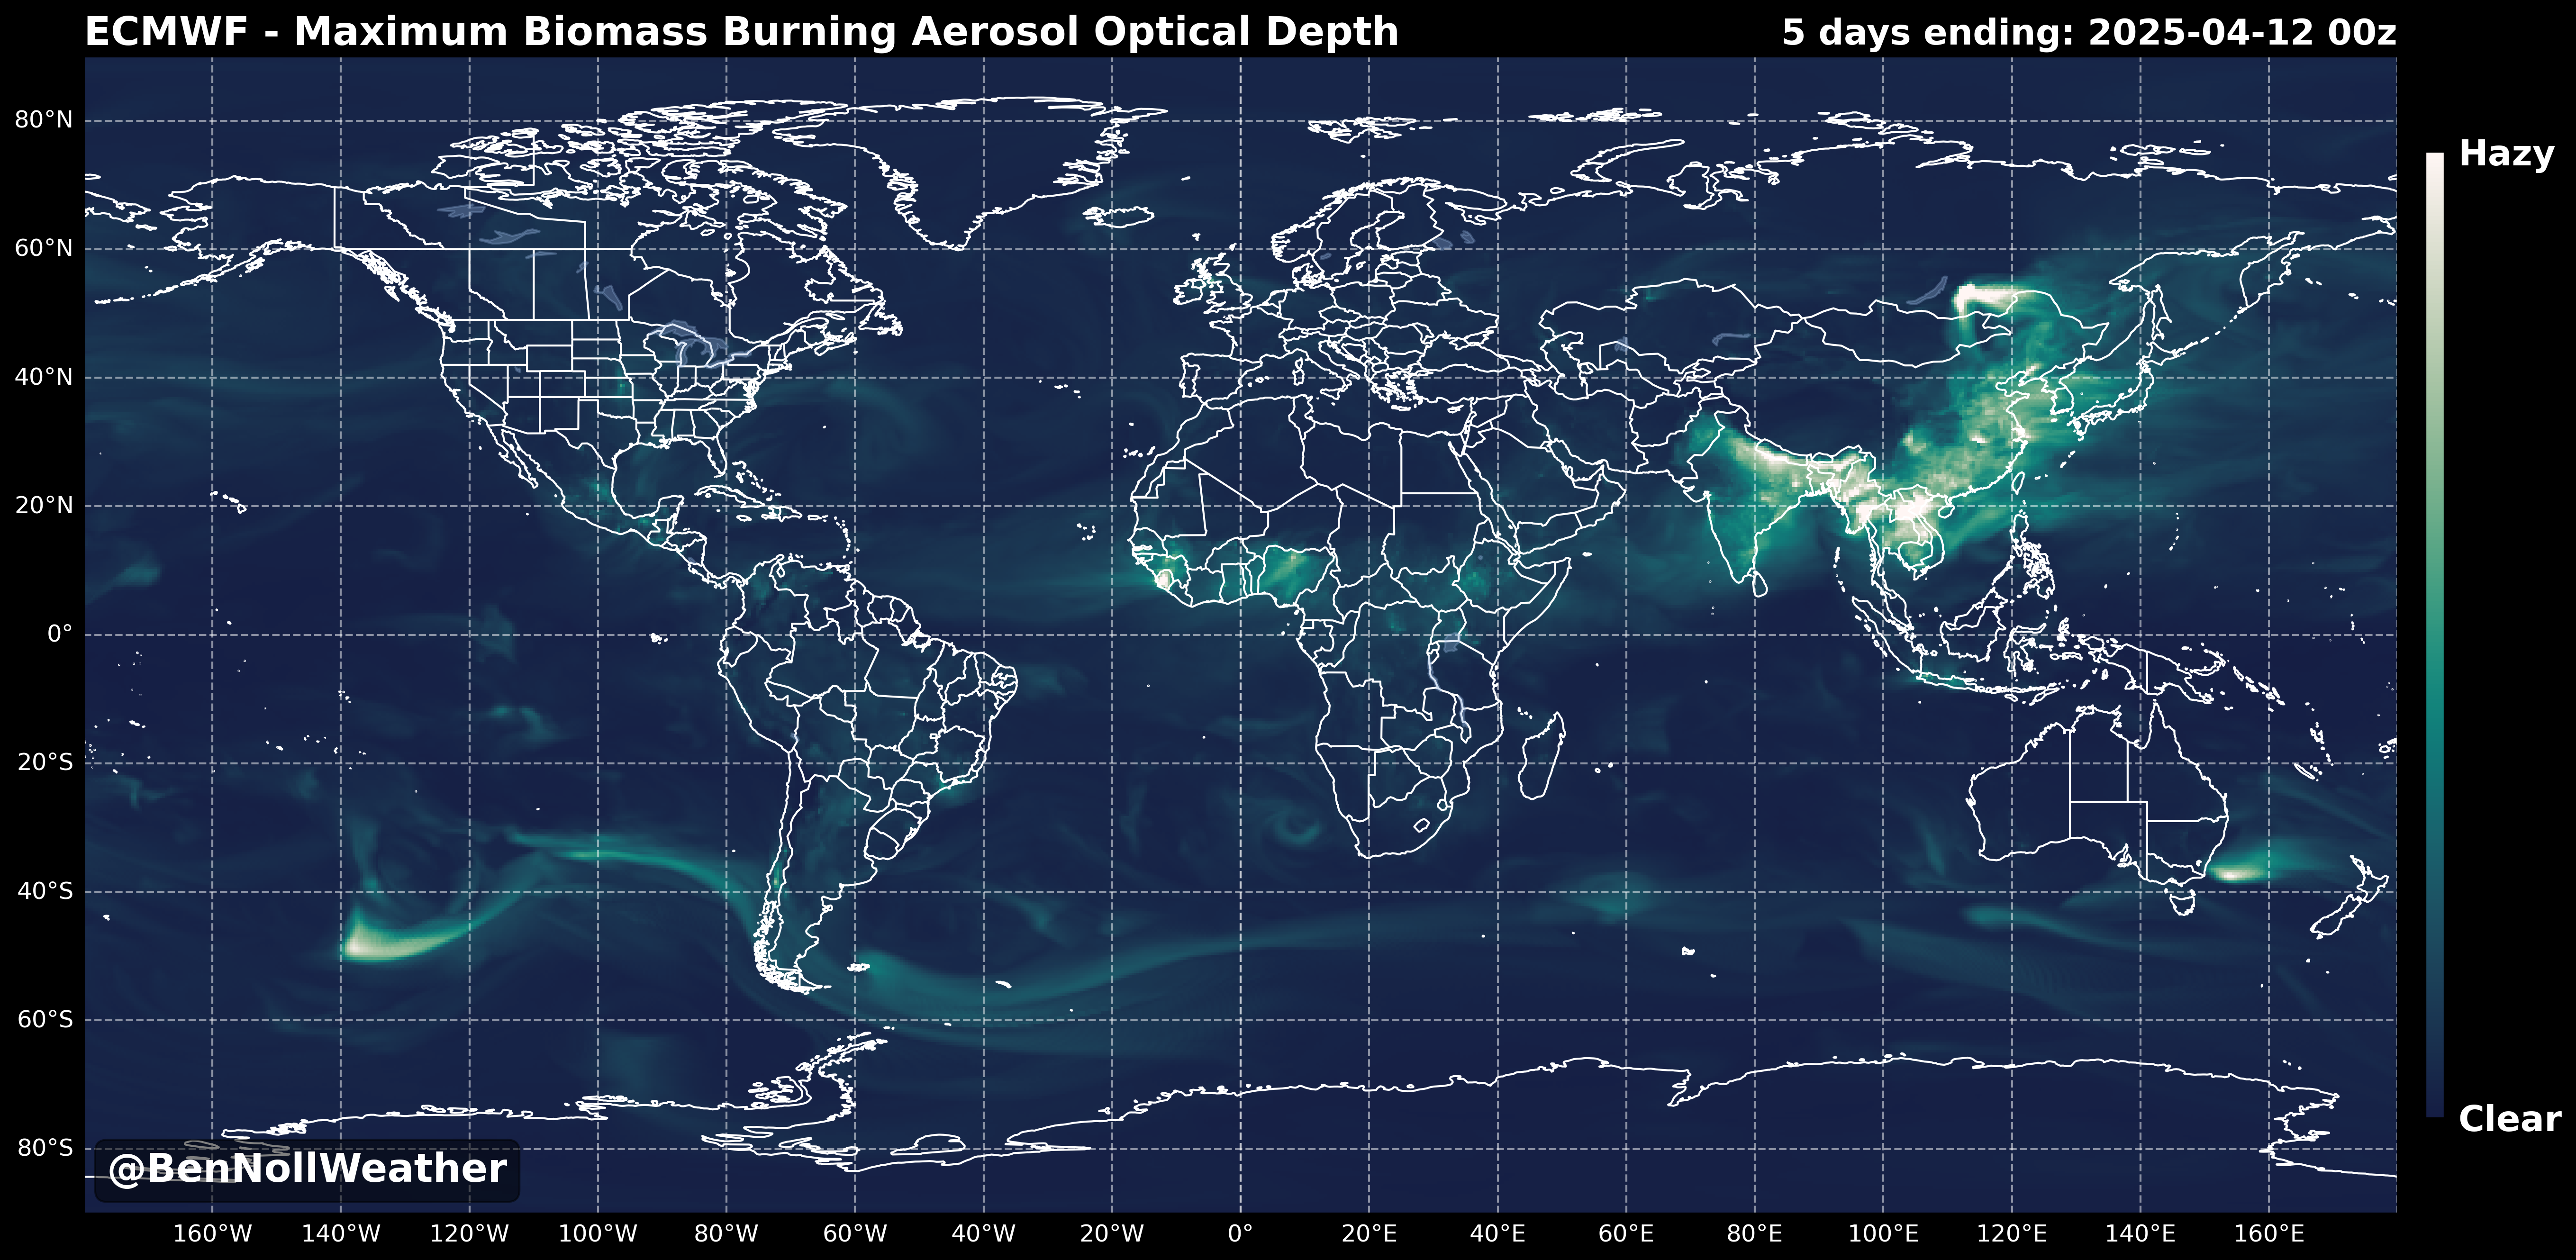 ECMWF - Maximum Biomass Burning Aerosol Optical Depth
5 days ending: 2025-04-12 00z
Hazy
Clear
80°N
60°N
40°N
20°N
0°
20°S
40°S
60°S
80°S
@BenNollWeather
160°W 140°W 120°W 100°W 80°W 60°W 40°W 20°W 0° 20°E 40°E 60°E 80°E 100°E 120°E 140°E 160°E